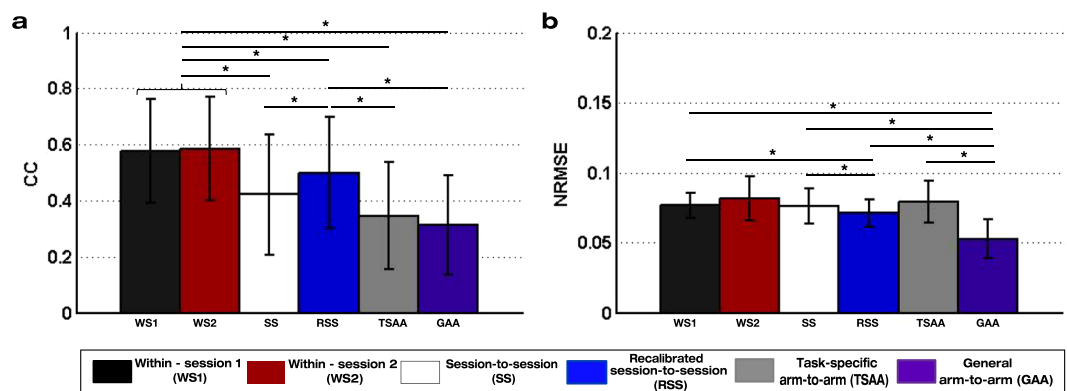 a
CC
1
0.8
0.6
0.4
0.2
0
* * * * * * * *
WS1 WS2 SS RSS TSAA GAA
b
NRMSE
0.2
0.15
0.1
0.05
0
* * * * * *
WS1 WS2 SS RSS TSAA GAA
Within - session 1
(WS1)
Within - session 2
(WS2)
Session-to-session
(SS)
Recalibrated
session-to-session
(RSS)
Task-specific
arm-to-arm (TSAA)
General
arm-to-arm (GAA)